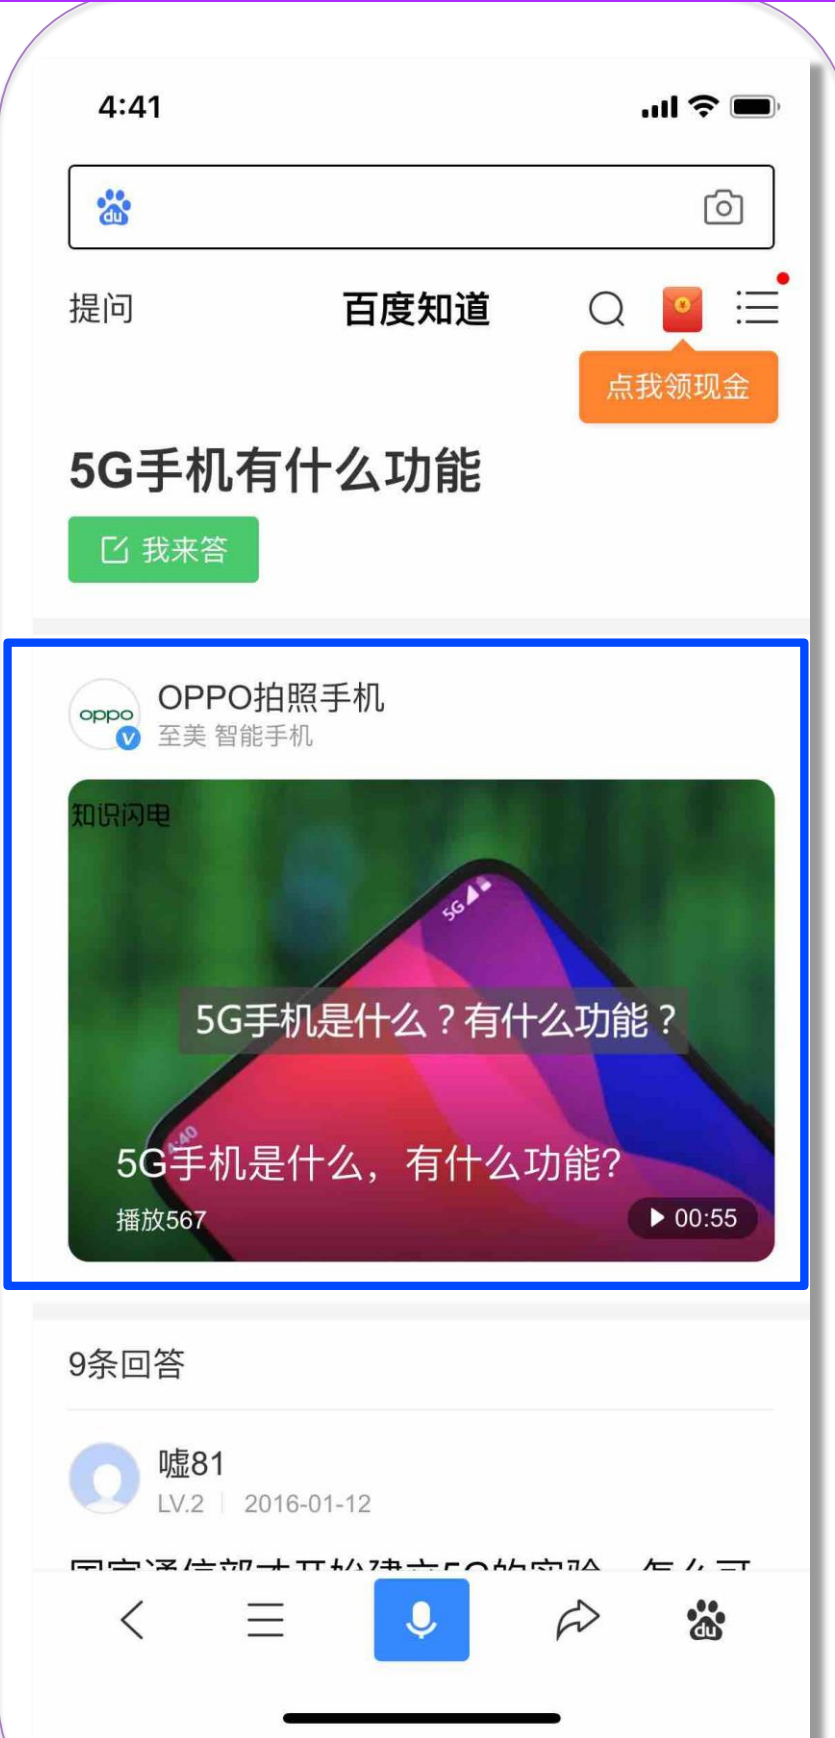 4:41
du
提问
百度知道
点我领现金
5G手机有什么功能
我来答
oppo
OPPO拍照手机
V
至美 智能手机
知识闪电
5G
5G手机是什么？有什么功能？
4:40
5G手机是什么，有什么功能?
播放567
00:55
9条回答
嘘81
LV.2 2016-01-12
du